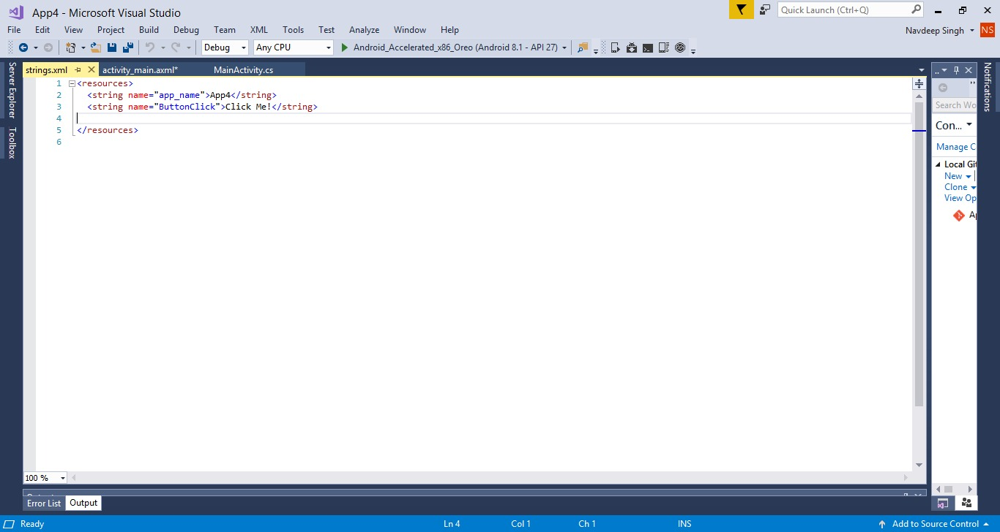 App4 - Microsoft Visual Studio
Quick Launch (Ctrl+Q)
File Edit View Project Build Debug Team XML Tools Test Analyze Window Help
Navdeep Singh NS
Debug Any CPU Android_Accelerated_x86_Oreo (Android 8.1 - API 27)
Server Explorer
Toolbox
strings.xml activity_main.axml* MainActivity.cs
1 <resources>
2 <string name="app_name">App4</string>
3 <string name="ButtonClick">Click Me!</string>
4
5 </resources>
6
Notifications
Search Wo
Con...
Manage C
Local Git
New
Clone
View Op
Ap
100 %
Error List Output
Ready Ln 4 Col 1 Ch 1 INS Add to Source Control